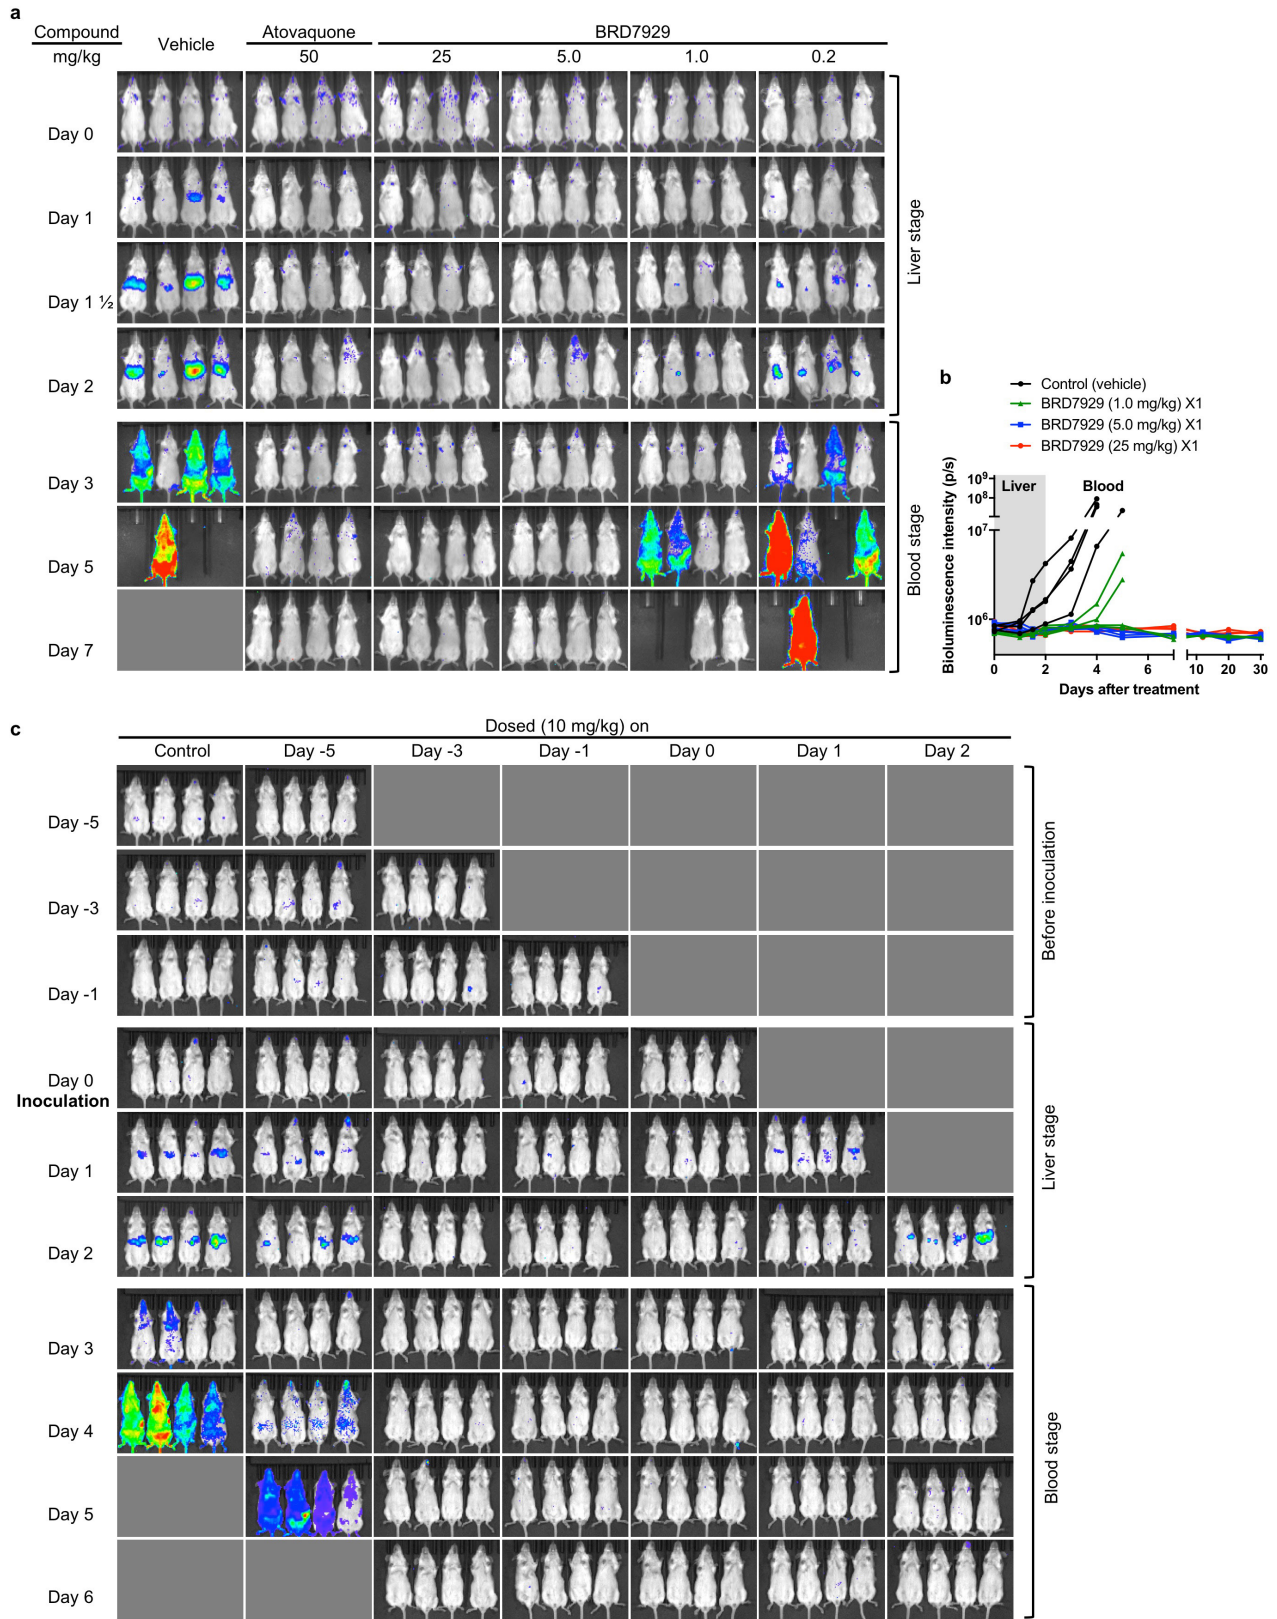 a
Compound Vehicle Atovaquone BRD7929
mg/kg 50 25 5.0 1.0 0.2
Day 0
Day 1
Day 1 ½
Day 2
Liver stage
Day 3
Day 5
Day 7
Blood stage
b
Control (vehicle)
BRD7929 (1.0 mg/kg) X1
BRD7929 (5.0 mg/kg) X1
BRD7929 (25 mg/kg) X1
Bioluminescence intensity (p/s)
10⁹
10⁸
10⁷
10⁶
Liver Blood
0 2 4 6 10 20 30
Days after treatment
c
Dosed (10 mg/kg) on
Control Day -5 Day -3 Day -1 Day 0 Day 1 Day 2
Day -5
Day -3
Day -1
Before inoculation
Day 0
Inoculation
Day 1
Day 2
Liver stage
Day 3
Day 4
Day 5
Day 6
Blood stage